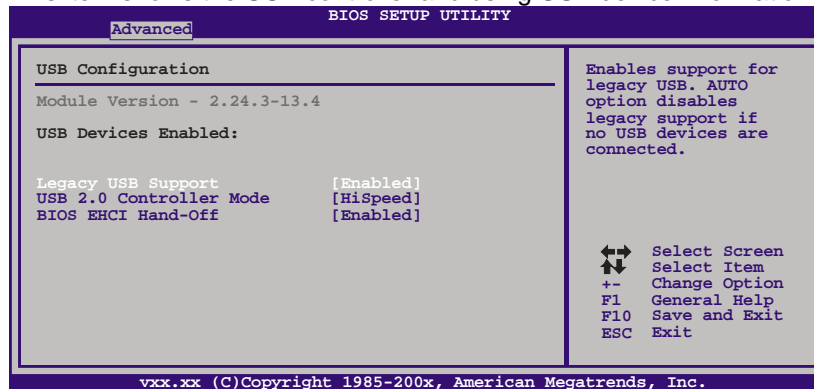 BIOS SETUP UTILITY
Advanced
USB Configuration
Module Version - 2.24.3-13.4
USB Devices Enabled:
Legacy USB Support [Enabled]
USB 2.0 Controller Mode [HiSpeed]
BIOS EHCI Hand-Off [Enabled]
Enables support for
legacy USB. AUTO
option disables
legacy support if
no USB devices are
connected.
Select Screen
Select Item
+- Change Option
F1 General Help
F10 Save and Exit
ESC Exit
vxx.xx (C)Copyright 1985-200x, American Megatrends, Inc.